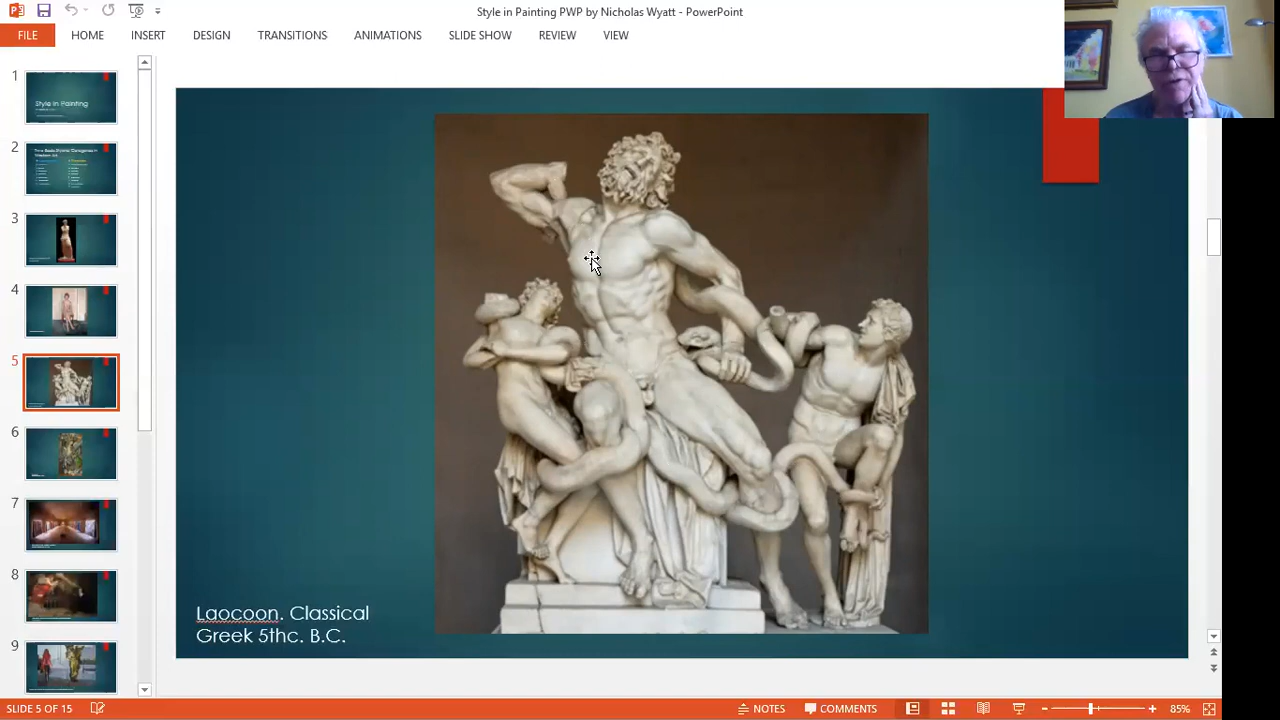 Style in Painting PWP by Nicholas Wyatt - PowerPoint
FILE HOME INSERT DESIGN TRANSITIONS ANIMATIONS SLIDE SHOW REVIEW VIEW
1
Style in Painting
2
3
4
5
6
7
8
9
Laocoon. Classical
Greek 5thc. B.C.
SLIDE 5 OF 15 NOTES COMMENTS 85%